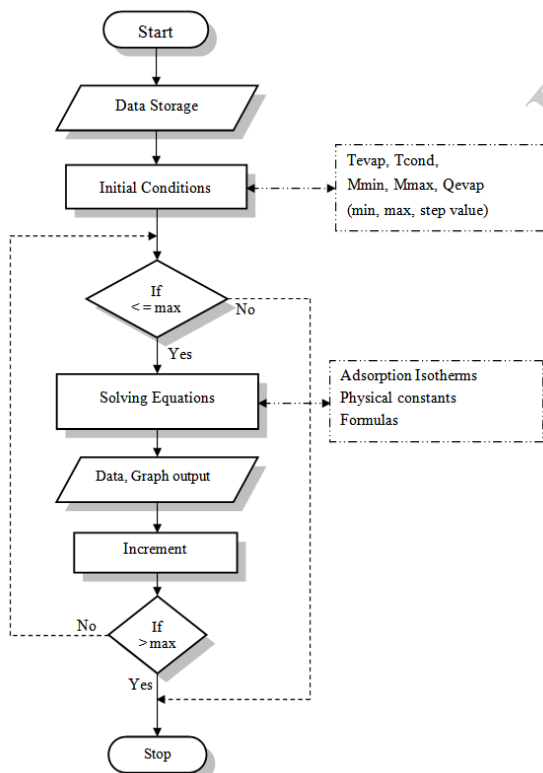 Start
Data Storage
Initial Conditions
Tevap, Tcond,
Mmin, Mmax, Qevap
(min, max, step value)
If
<=max
No
Yes
Solving Equations
Adsorption Isotherms
Physical constants
Formulas
Data, Graph output
Increment
If
>max
No
Yes
Stop